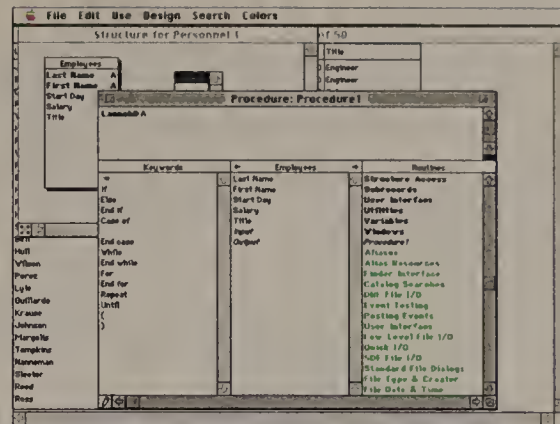 File Edit Use Design Search Colors
Structure for Personnel
of 50
Title
Engineer
Engineer
Employees
Last Name A
First Name
Start Day
Salary
Title
Procedure: Procedure1
Keywords
If
Else
End if
Case of
End case
While
End while
For
End for
Repeat
Until
(
)
Employees
Last Name
First Name
Start Day
Salary
Title
Input
Output
Routines
Structure Access
Subrecords
User Interface
Utilities
Variables
Windows
Procedure1
Aliases
Alias Resources
Finder Interface
Catalog Searches
Event Testing
Posting Events
User Interface
Low Level File I/O
Quick I/O
Standard File Dialogs
File Type & Creator
File Date & Time
Hull
Wilson
Perez
Lyle
Krause
Johnson
Margolis
Tompkins
Hanneman
Sleeter
Reed
Ross